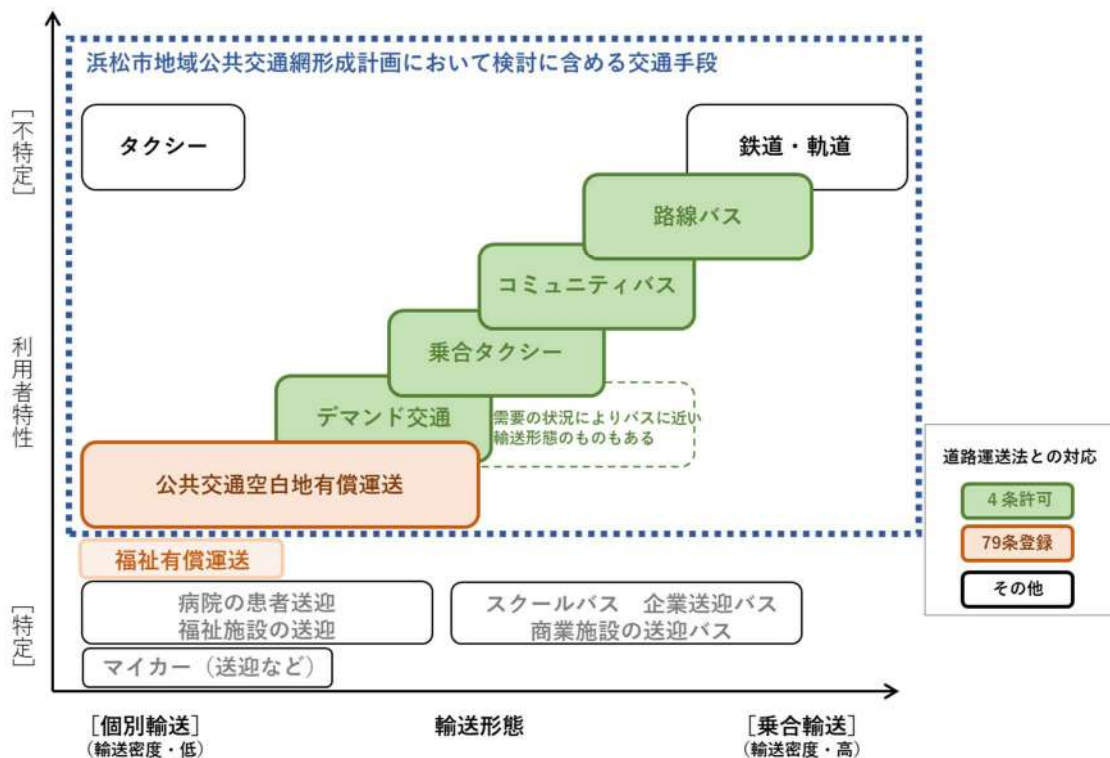 浜松市地域公共交通網形成計画において検討に含める交通手段
[不特定]
タクシー
鉄道・軌道
路線バス
コミュニティバス
利用者特性
乗合タクシー
デマンド交通
需要の状況によりバスに近い
輸送形態のものもある
公共交通空白地有償運送
道路運送法との対応
4条許可
79条登録
その他
福祉有償運送
[特定]
病院の患者送迎
福祉施設の送迎
スクールバス 企業送迎バス
商業施設の送迎バス
マイカー（送迎など）
[個別輸送]
(輸送密度・低)
輸送形態
[乗合輸送]
(輸送密度・高)